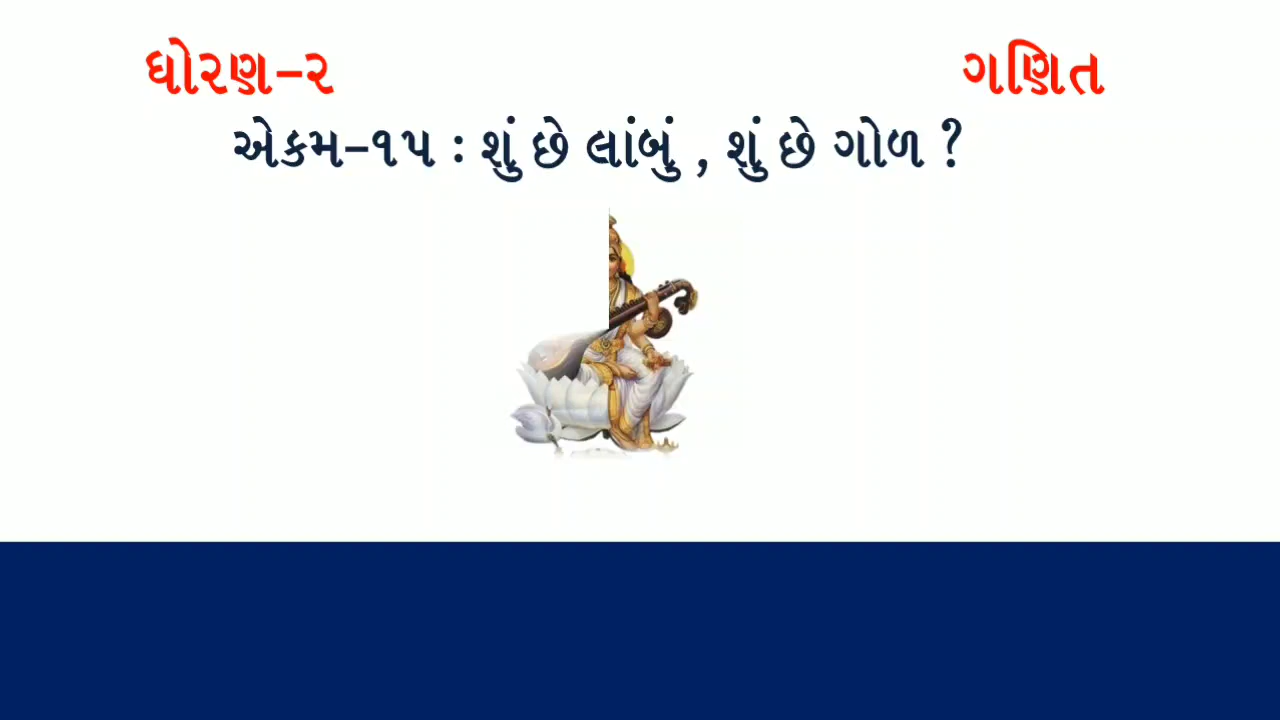 ધોરણ-૨ ગણિત
એકમ-૧૫ : શું છે લાંબું , શું છે ગોળ ?